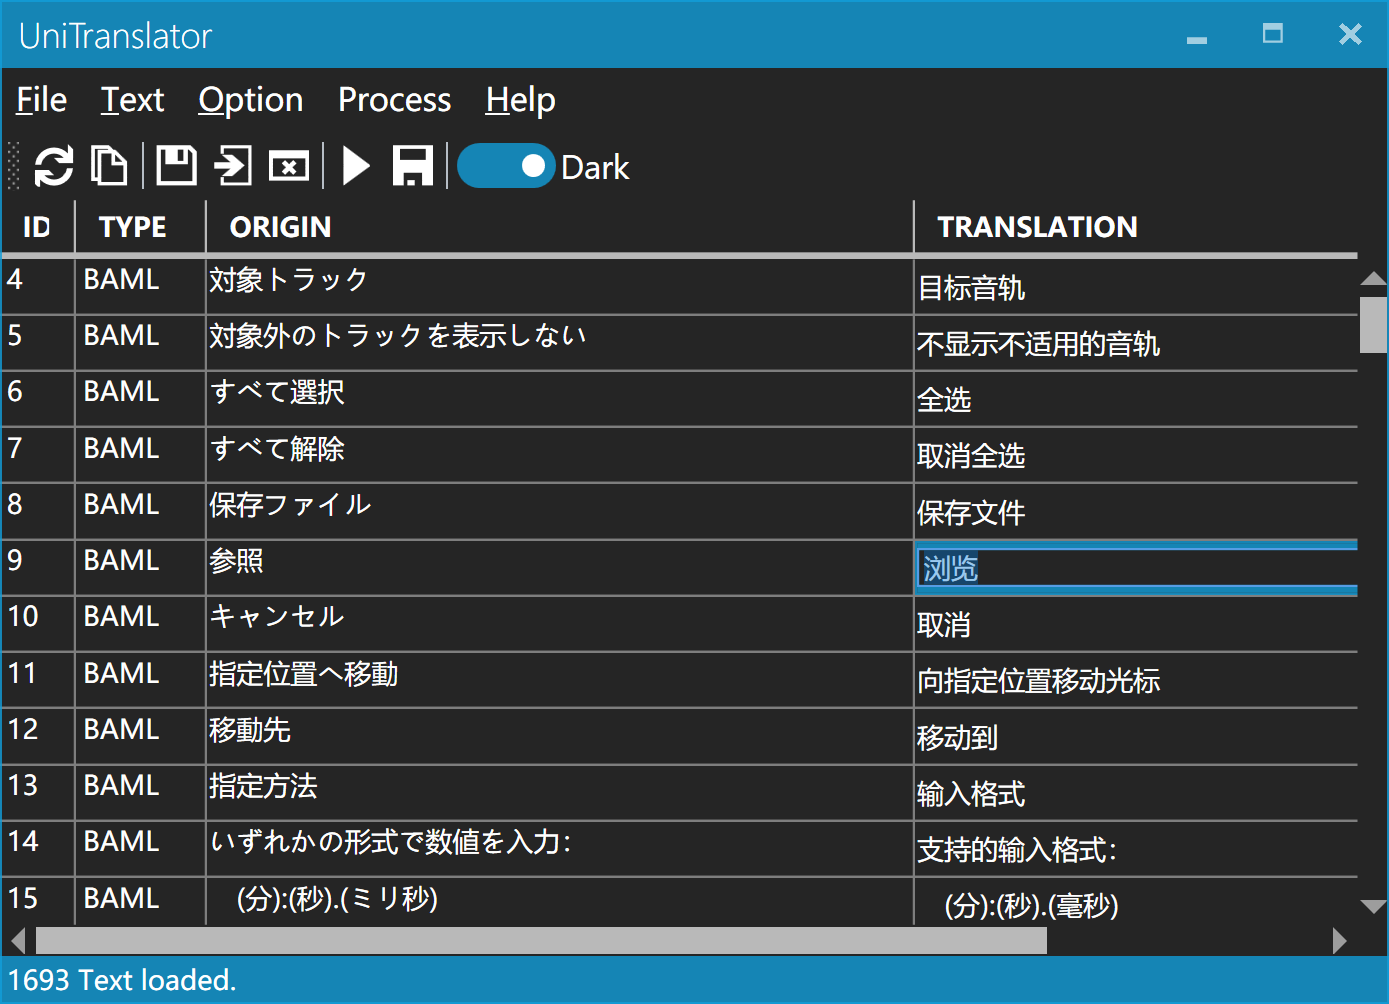 UniTranslator
File Text Option Process Help
Dark
ID TYPE ORIGIN TRANSLATION
4 BAML 対象トラック 目标音轨
5 BAML 対象外のトラックを表示しない 不显示不适用的音轨
6 BAML すべて選択 全选
7 BAML すべて解除 取消全选
8 BAML 保存ファイル 保存文件
9 BAML 参照 浏览
10 BAML キャンセル 取消
11 BAML 指定位置へ移動 向指定位置移动光标
12 BAML 移動先 移动到
13 BAML 指定方法 输入格式
14 BAML いずれかの形式で数値を入力: 支持的输入格式:
15 BAML (分):(秒).(ミリ秒) (分):(秒).(毫秒)
1693 Text loaded.